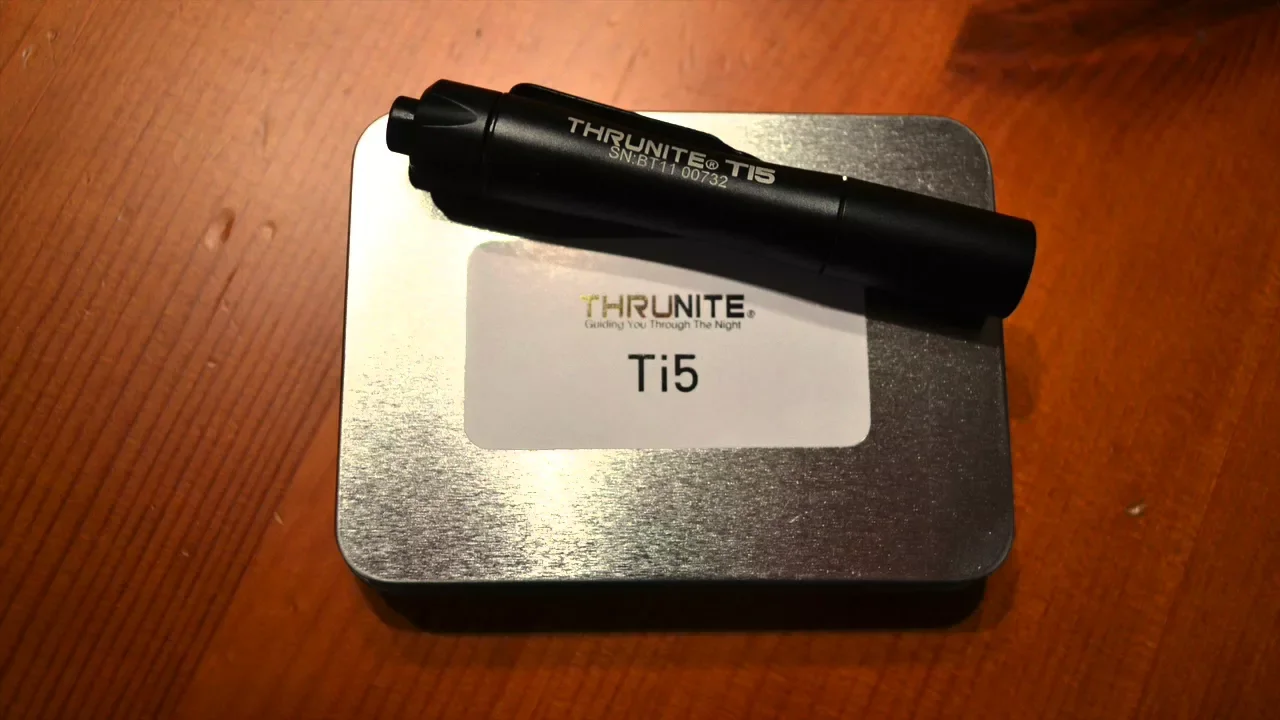 THRUNITE® TI5
SN:BT11 00732
THRUNITE®
Guiding You Through The Night
Ti5